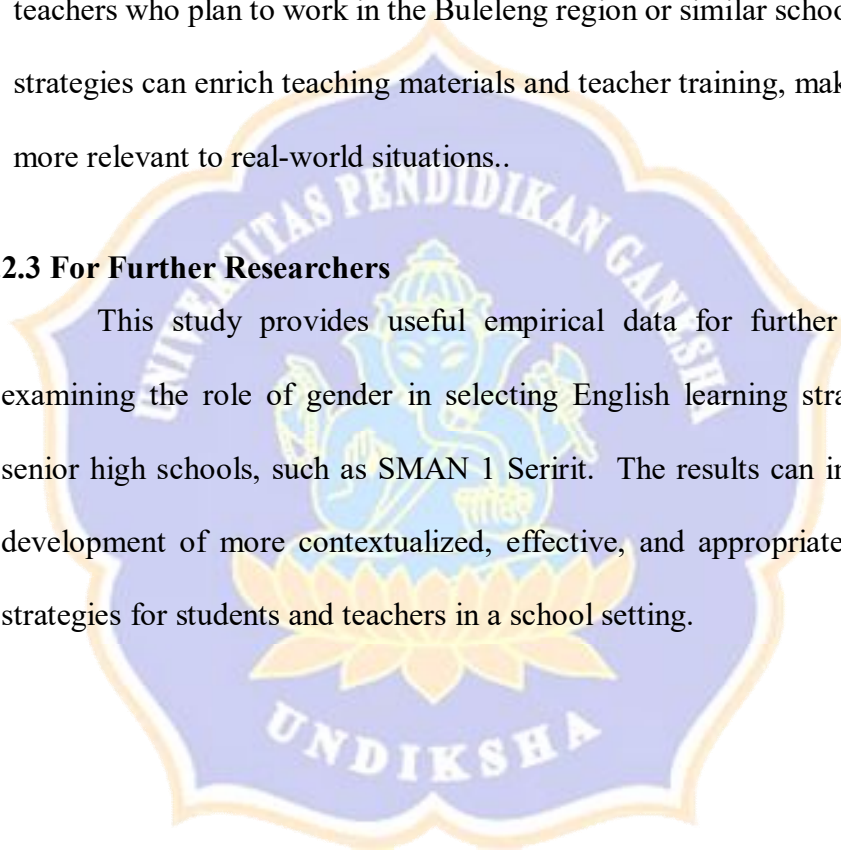 teachers who plan to work in the Buleleng region or similar schoo
strategies can enrich teaching materials and teacher training, mak
more relevant to real-world situations..
UNIVERSITAS PENDIDIKAN GANESHA
2.3 For Further Researchers
This study provides useful empirical data for further
examining the role of gender in selecting English learning stra
senior high schools, such as SMAN 1 Seririt. The results can in
development of more contextualized, effective, and appropriate
strategies for students and teachers in a school setting.
UNDIKSHA